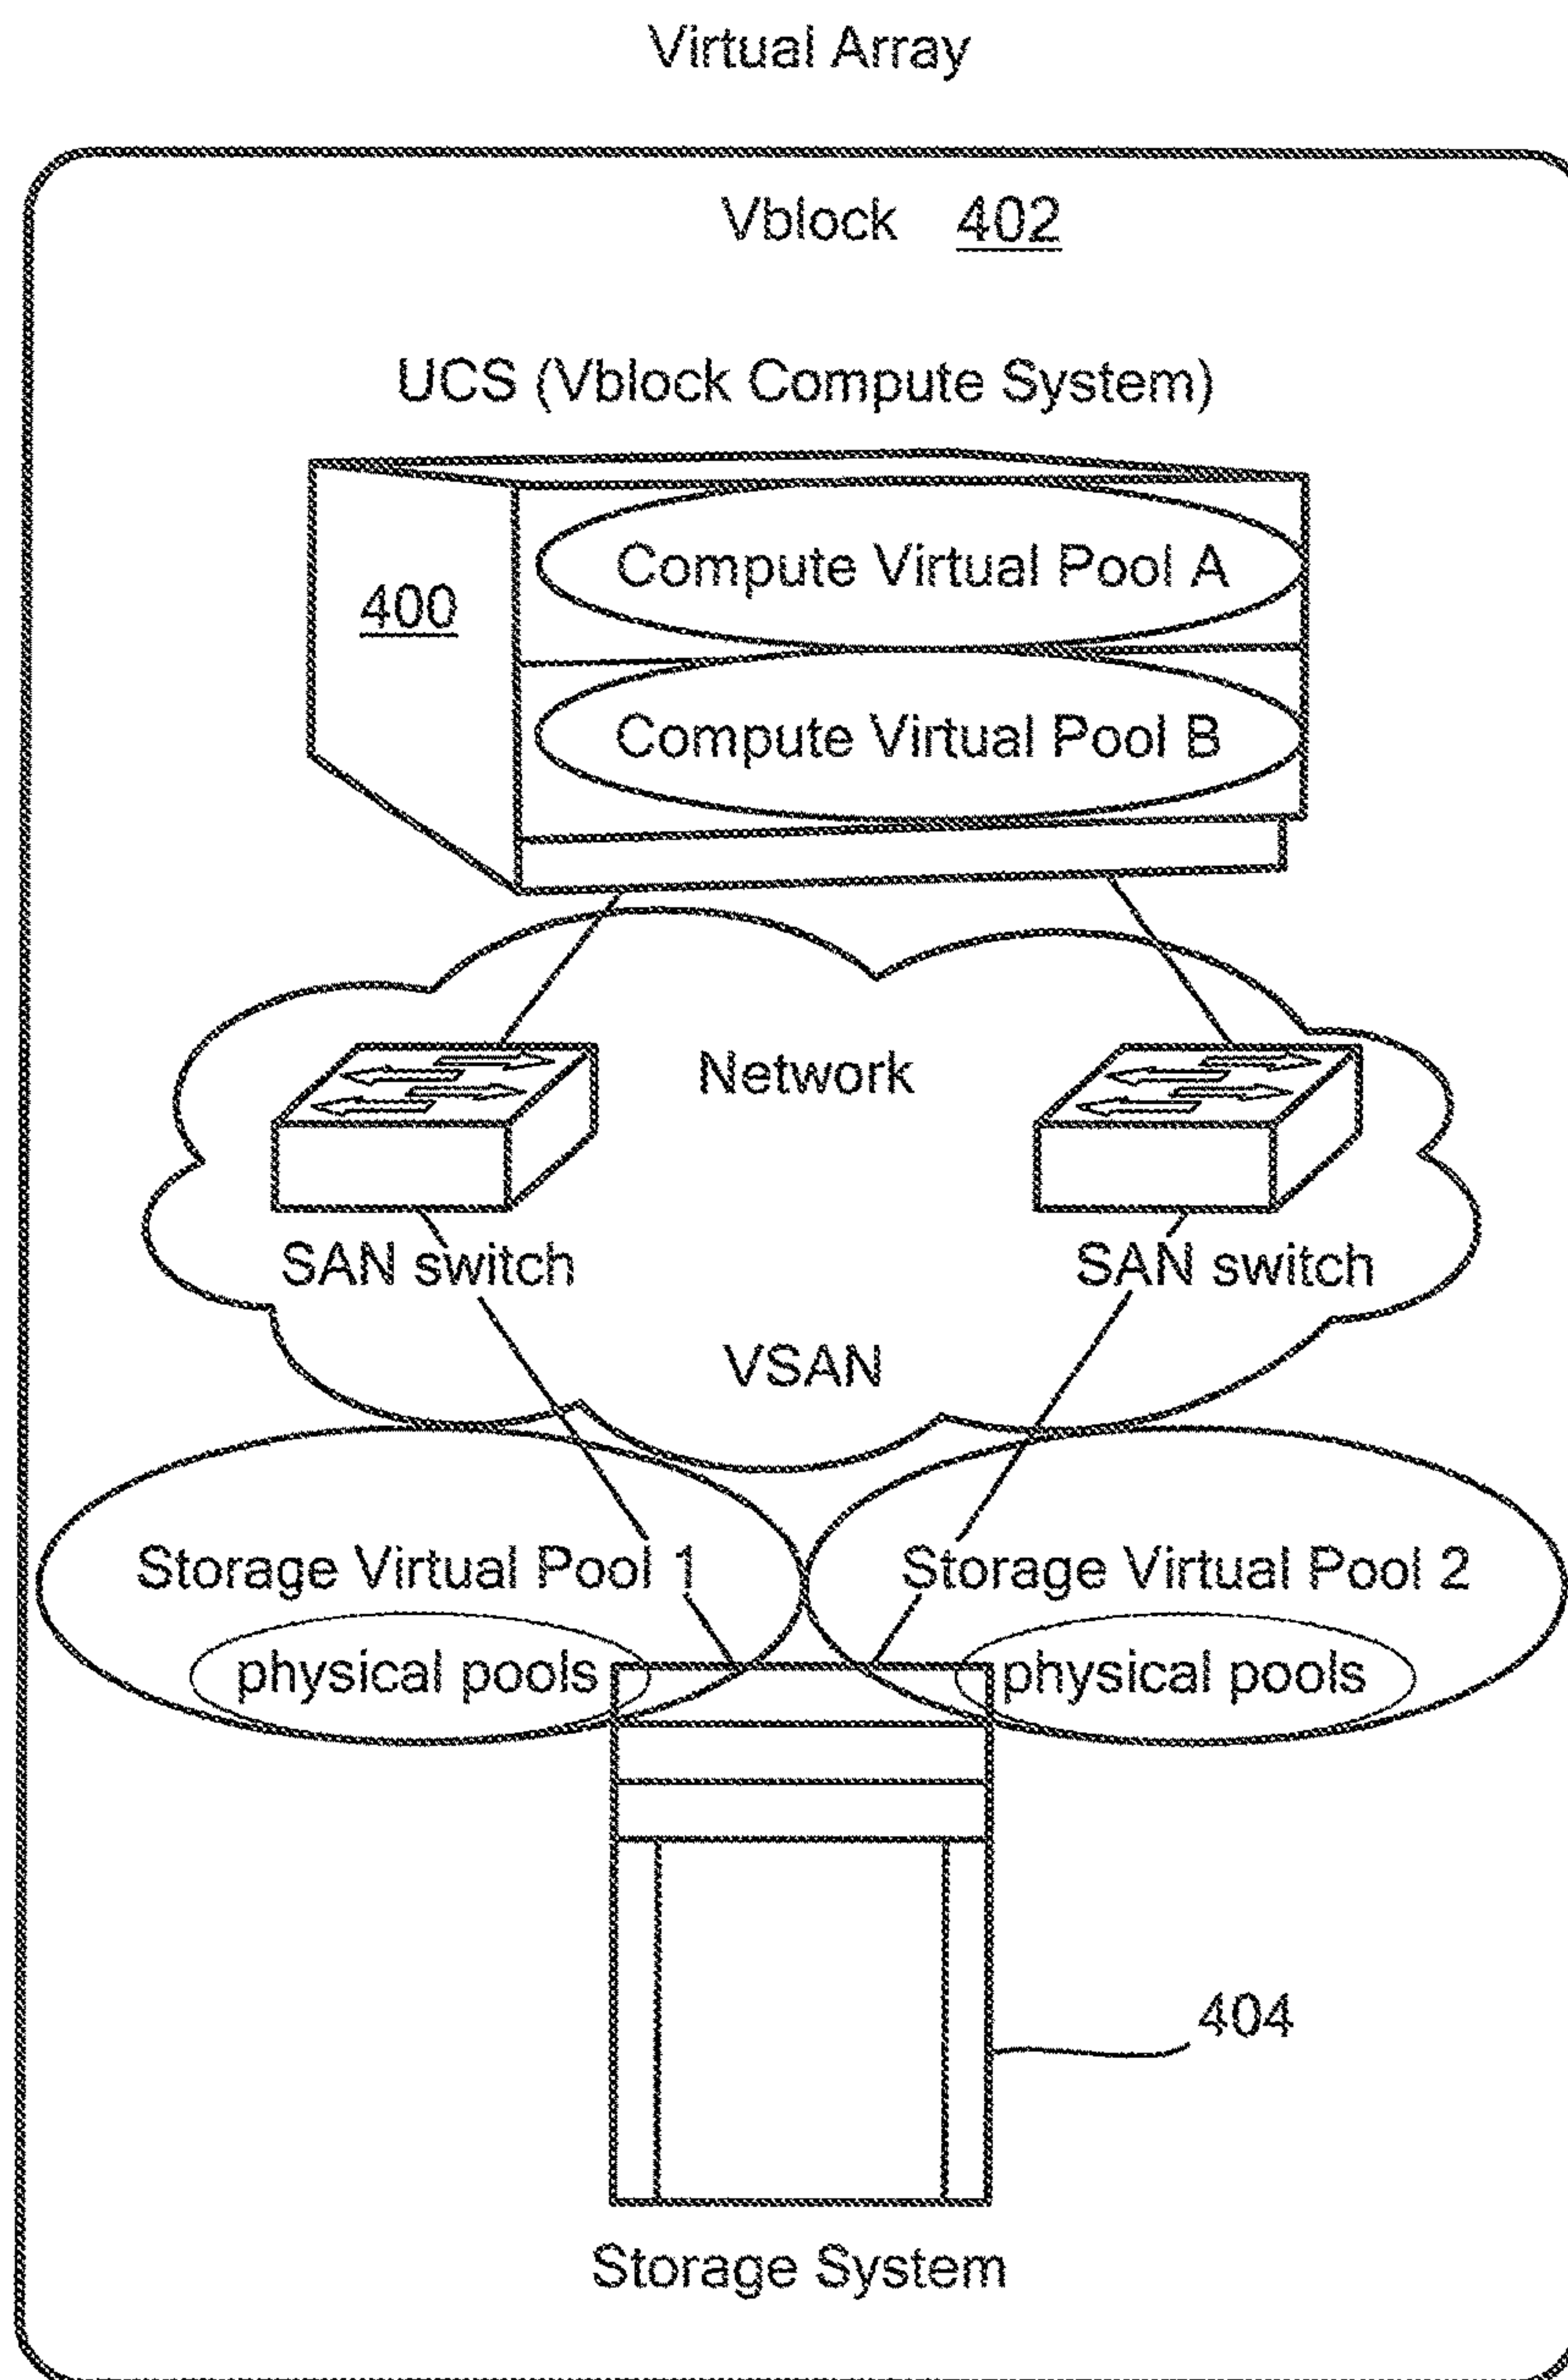 Virtual Array
Vblock 402
UCS (Vblock Compute System)
Compute Virtual Pool A
400
Compute Virtual Pool B
Network
SAN switch
SAN switch
VSAN
Storage Virtual Pool 1
Storage Virtual Pool 2
physical pools
physical pools
404
Storage System